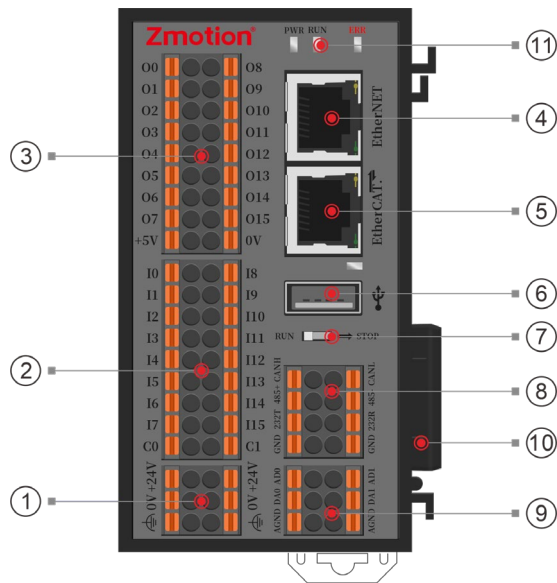 Zmotion®
PWR RUN ERR
11
O0 O8
O1 O9
O2 O10
O3 O11
O4 O12
O5 O13
O6 O14
O7 O15
+5V 0V
3
EtherNET
4
EtherCAT
5
6
I0 I8
I1 I9
I2 I10
I3 I11
I4 I12
I5 I13
I6 I14
I7 I15
C0 C1
2
RUN STOP
7
GND 232T 485+ CANH
GND 232R 485- CANL
8
10
0V +24V
0V +24V
1
AGND DA0 AD0
AGND DA1 AD1
9